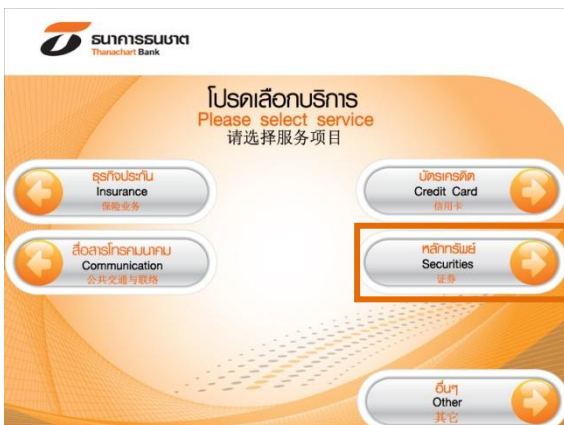 ธนาคารธนชาต
Thanachart Bank
โปรดเลือกบริการ
Please select service
请选择服务项目
ธุรกิจประกัน
Insurance
保险业务
บัตรเครดิต
Credit Card
信用卡
สื่อสารโทรคมนาคม
Communication
公共交通与联络
หลักทรัพย์
Securities
证券
อื่นๆ
Other
其它